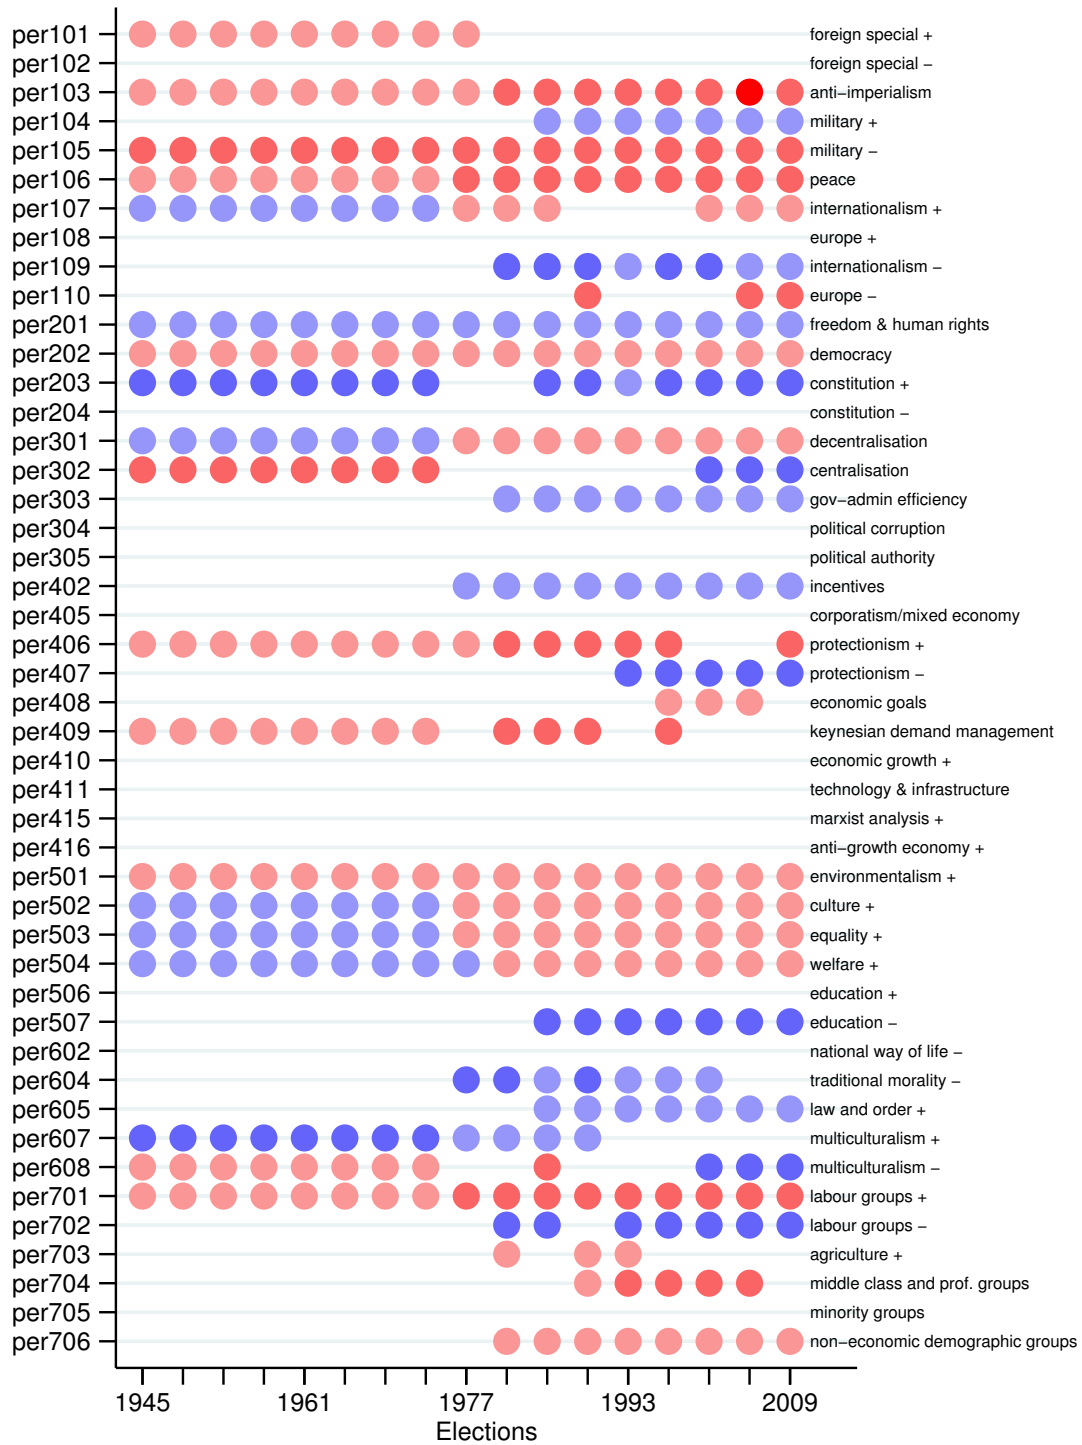 per101 foreign special +
per102 foreign special −
per103 anti−imperialism
per104 military +
per105 military −
per106 peace
per107 internationalism +
per108 europe +
per109 internationalism −
per110 europe −
per201 freedom & human rights
per202 democracy
per203 constitution +
per204 constitution −
per301 decentralisation
per302 centralisation
per303 gov−admin efficiency
per304 political corruption
per305 political authority
per402 incentives
per405 corporatism/mixed economy
per406 protectionism +
per407 protectionism −
per408 economic goals
per409 keynesian demand management
per410 economic growth +
per411 technology & infrastructure
per415 marxist analysis +
per416 anti−growth economy +
per501 environmentalism +
per502 culture +
per503 equality +
per504 welfare +
per506 education +
per507 education −
per602 national way of life −
per604 traditional morality −
per605 law and order +
per607 multiculturalism +
per608 multiculturalism −
per701 labour groups +
per702 labour groups −
per703 agriculture +
per704 middle class and prof. groups
per705 minority groups
per706 non−economic demographic groups
1945 1961 1977 1993 2009
Elections